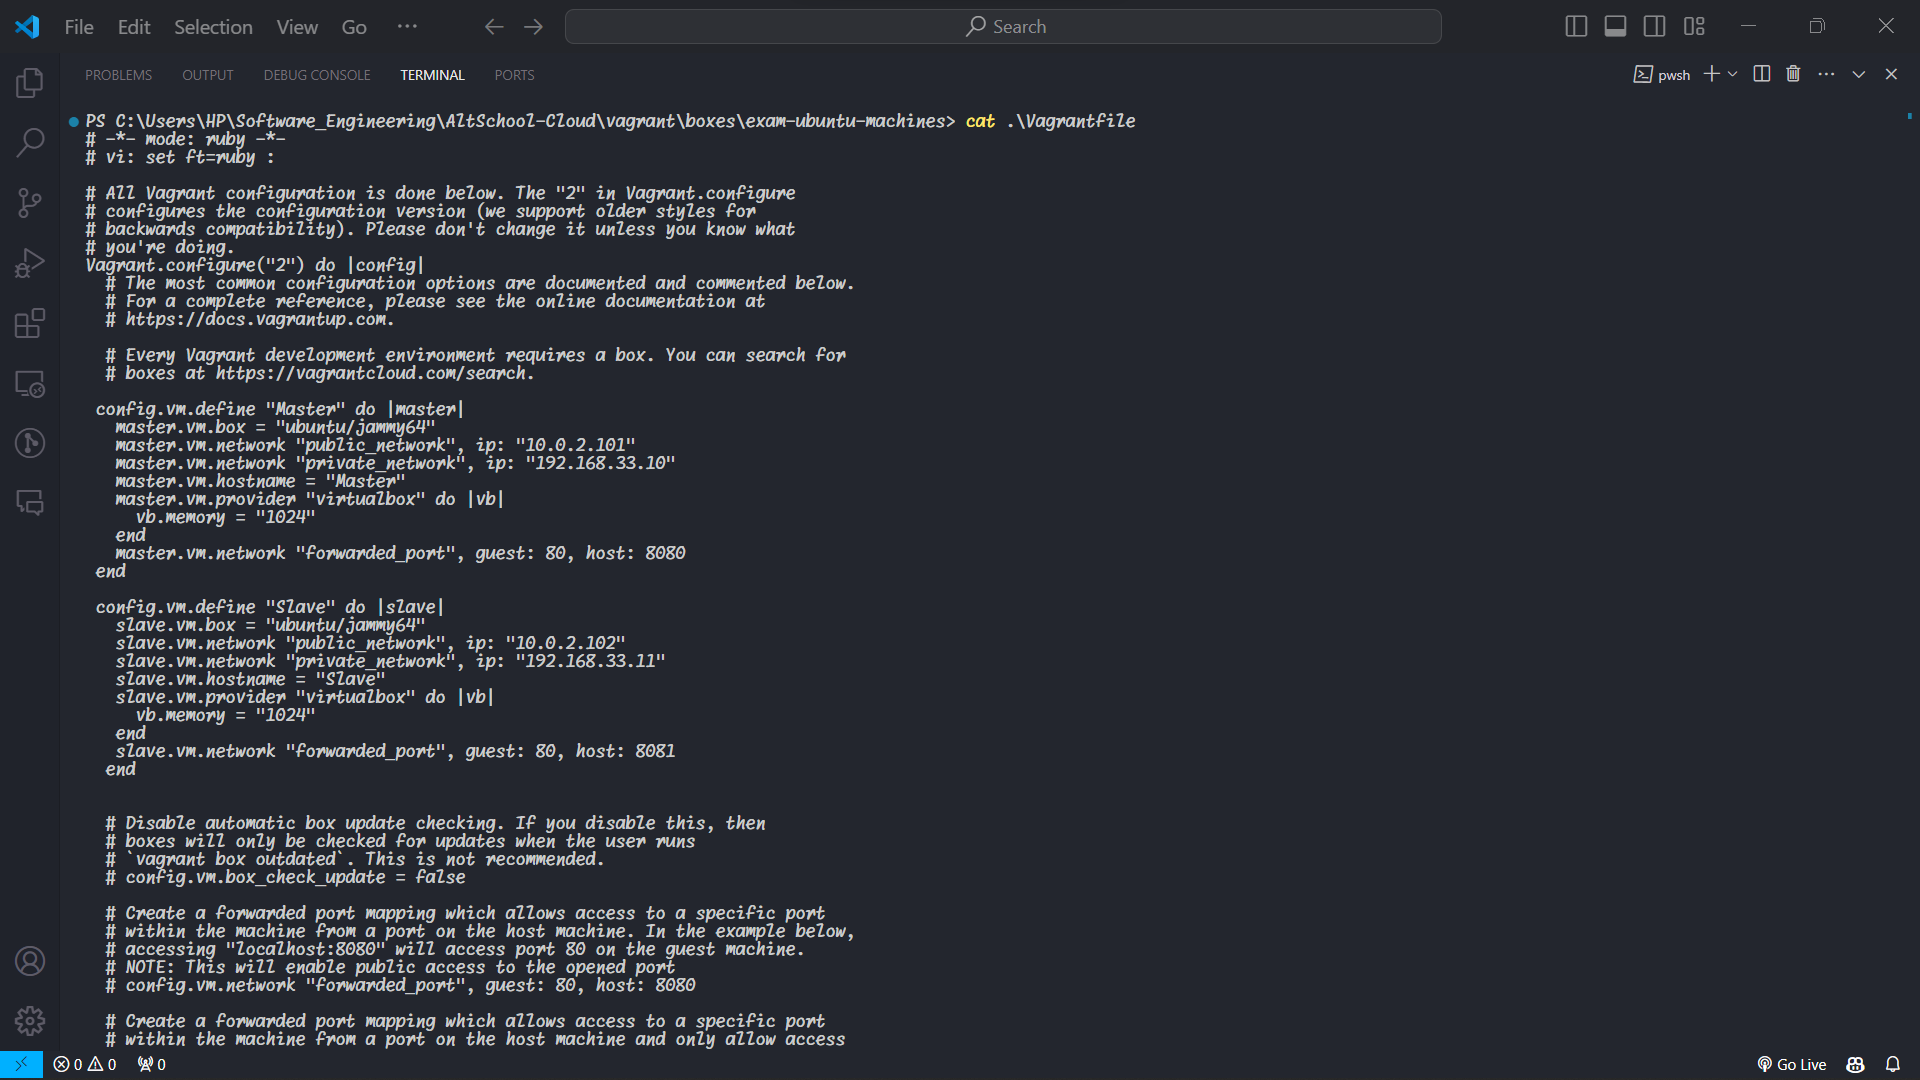 File Edit Selection View Go ··· Search
PROBLEMS OUTPUT DEBUG CONSOLE TERMINAL PORTS pwsh
PS C:\Users\HP\Software_Engineering\AltSchool-Cloud\vagrant\boxes\exam-ubuntu-machines> cat .\Vagrantfile
# -*- mode: ruby -*-
# vi: set ft=ruby :
# All Vagrant configuration is done below. The "2" in Vagrant.configure
# configures the configuration version (we support older styles for
# backwards compatibility). Please don't change it unless you know what
# you're doing.
Vagrant.configure("2") do |config|
# The most common configuration options are documented and commented below.
# For a complete reference, please see the online documentation at
# https://docs.vagrantup.com.
# Every Vagrant development environment requires a box. You can search for
# boxes at https://vagrantcloud.com/search.
config.vm.define "Master" do |master|
master.vm.box = "ubuntu/jammy64"
master.vm.network "public_network", ip: "10.0.2.101"
master.vm.network "private_network", ip: "192.168.33.10"
master.vm.hostname = "Master"
master.vm.provider "virtualbox" do |vb|
vb.memory = "1024"
end
master.vm.network "forwarded_port", guest: 80, host: 8080
end
config.vm.define "Slave" do |slave|
slave.vm.box = "ubuntu/jammy64"
slave.vm.network "public_network", ip: "10.0.2.102"
slave.vm.network "private_network", ip: "192.168.33.11"
slave.vm.hostname = "Slave"
slave.vm.provider "virtualbox" do |vb|
vb.memory = "1024"
end
slave.vm.network "forwarded_port", guest: 80, host: 8081
end
# Disable automatic box update checking. If you disable this, then
# boxes will only be checked for updates when the user runs
# `vagrant box outdated`. This is not recommended.
# config.vm.box_check_update = false
# Create a forwarded port mapping which allows access to a specific port
# within the machine from a port on the host machine. In the example below,
# accessing "localhost:8080" will access port 80 on the guest machine.
# NOTE: This will enable public access to the opened port
# config.vm.network "forwarded_port", guest: 80, host: 8080
# Create a forwarded port mapping which allows access to a specific port
# within the machine from a port on the host machine and only allow access
0 0 0 Go Live